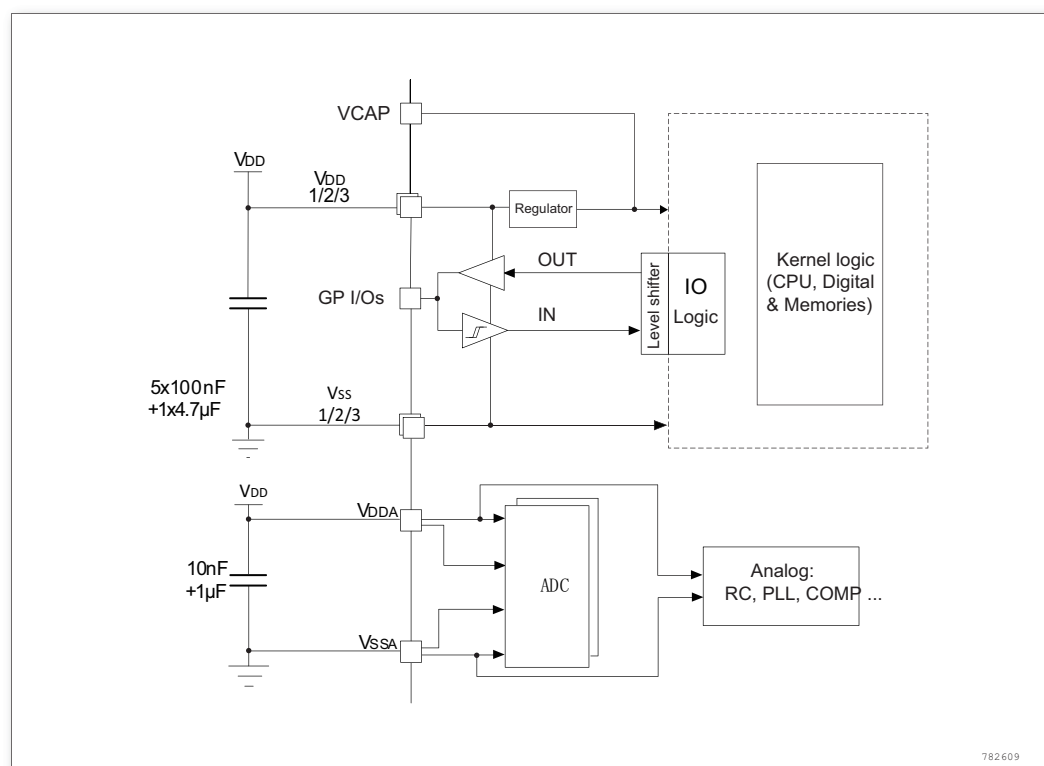 VCAP
VDD
VDD
1/2/3
Regulator
OUT
GP I/Os
IN
Level shifter
IO
Logic
Kernel logic
(CPU, Digital
& Memories)
5x100nF
+1x4.7µF
VSS
1/2/3
VDD
VDDA
10nF
+1µF
ADC
Analog:
RC, PLL, COMP ...
VSSA
782609